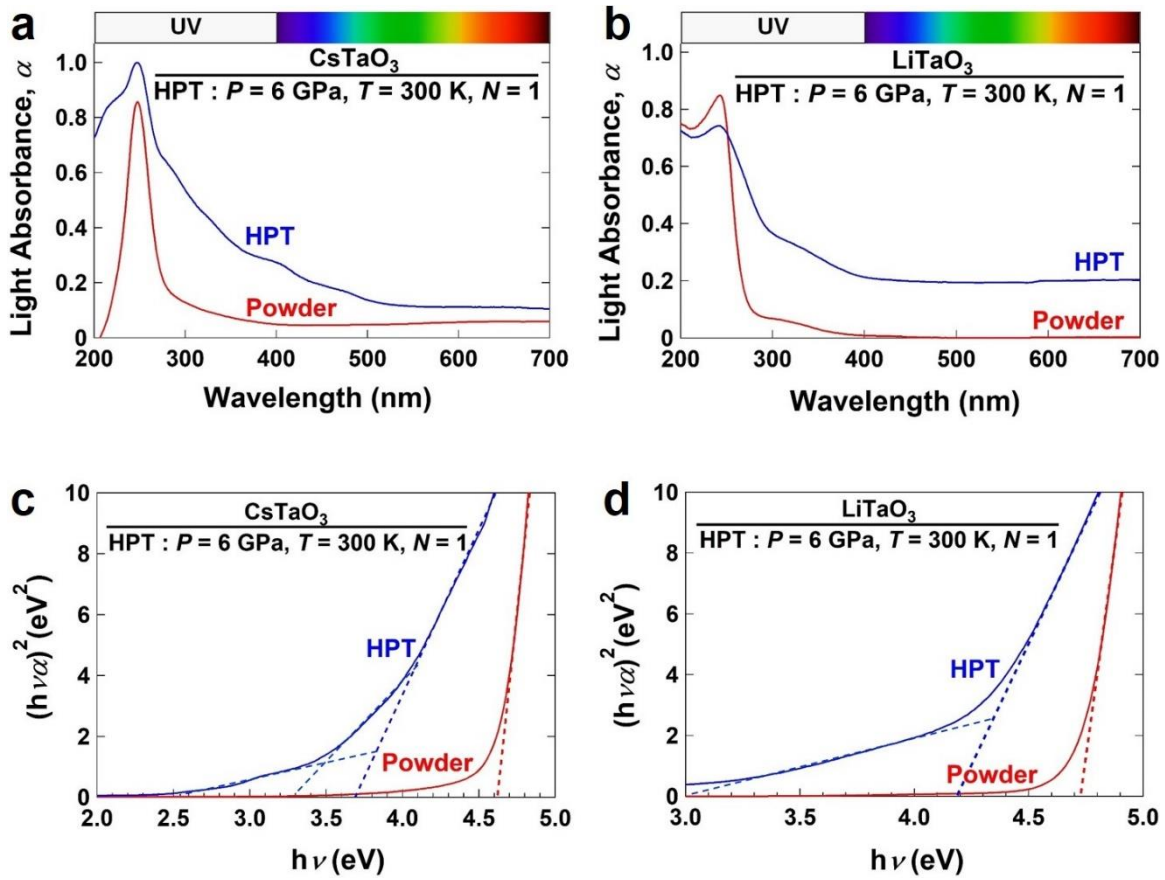 a
UV
CsTaO₃
HPT : P = 6 GPa, T = 300 K, N = 1
Light Absorbance, α
1.0
0.8
0.6
0.4
0.2
0
HPT
Powder
200 300 400 500 600 700
Wavelength (nm)
b
UV
LiTaO₃
HPT : P = 6 GPa, T = 300 K, N = 1
Light Absorbance, α
1.0
0.8
0.6
0.4
0.2
0
HPT
Powder
200 300 400 500 600 700
Wavelength (nm)
c
CsTaO₃
HPT : P = 6 GPa, T = 300 K, N = 1
(hνα)² (eV²)
10
8
6
4
2
0
HPT
Powder
2.0 2.5 3.0 3.5 4.0 4.5 5.0
hν (eV)
d
LiTaO₃
HPT : P = 6 GPa, T = 300 K, N = 1
(hνα)² (eV²)
10
8
6
4
2
0
HPT
Powder
3.0 3.5 4.0 4.5 5.0
hν (eV)